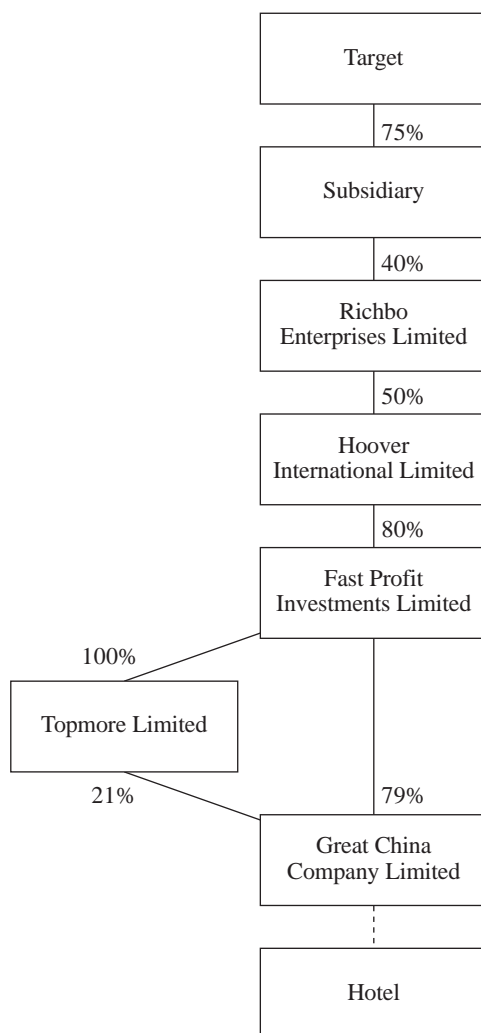 Target
75%
Subsidiary
40%
Richbo
Enterprises Limited
50%
Hoover
International Limited
80%
Fast Profit
Investments Limited
100%
Topmore Limited
21%
79%
Great China
Company Limited
Hotel